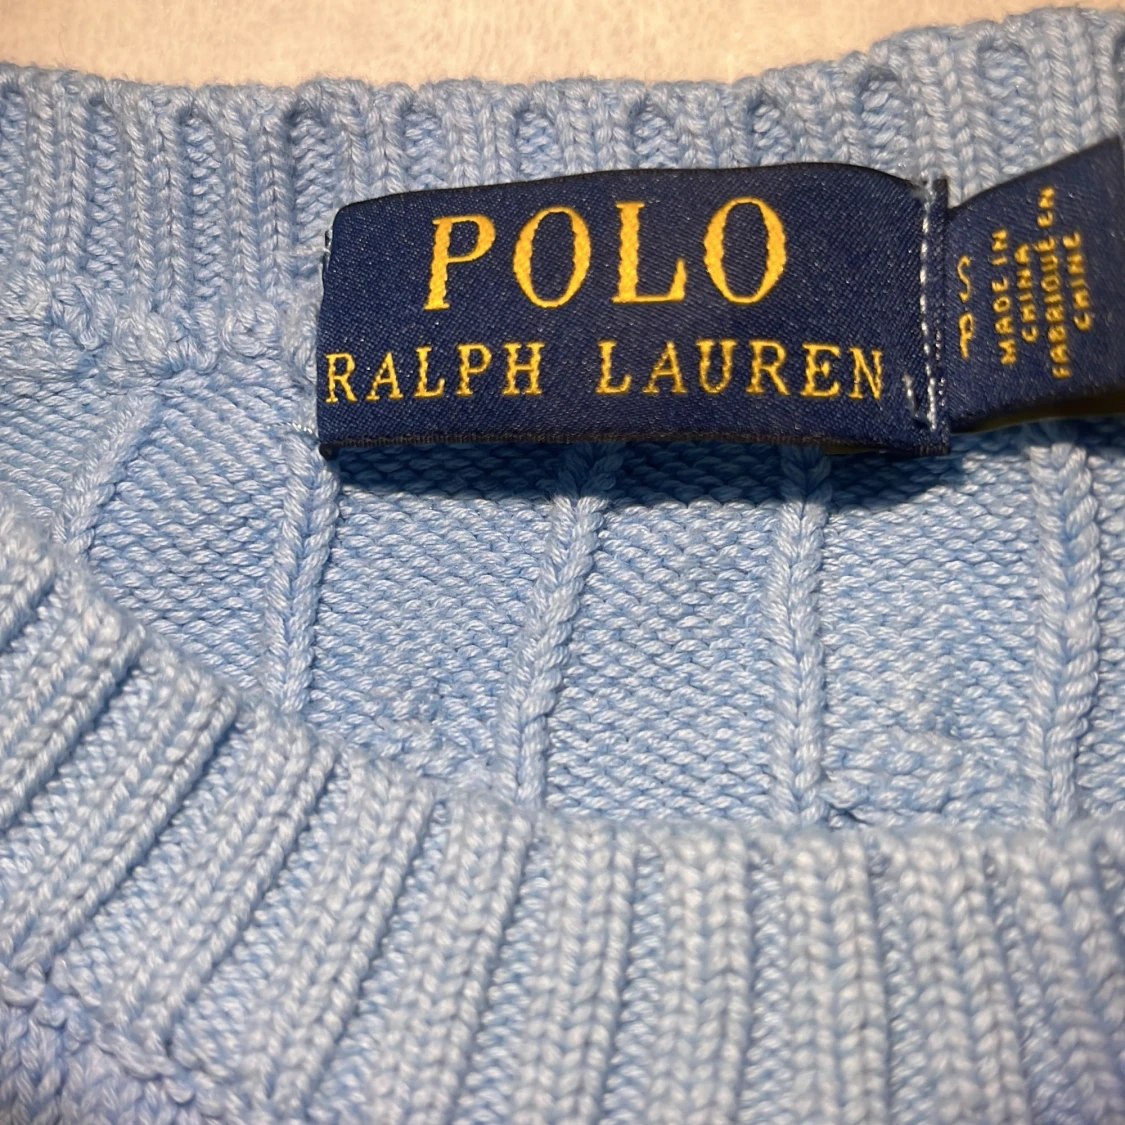 POLO
RALPH LAUREN
S
P
MADE IN
CHINA
FABRIQUÉ EN
CHINE